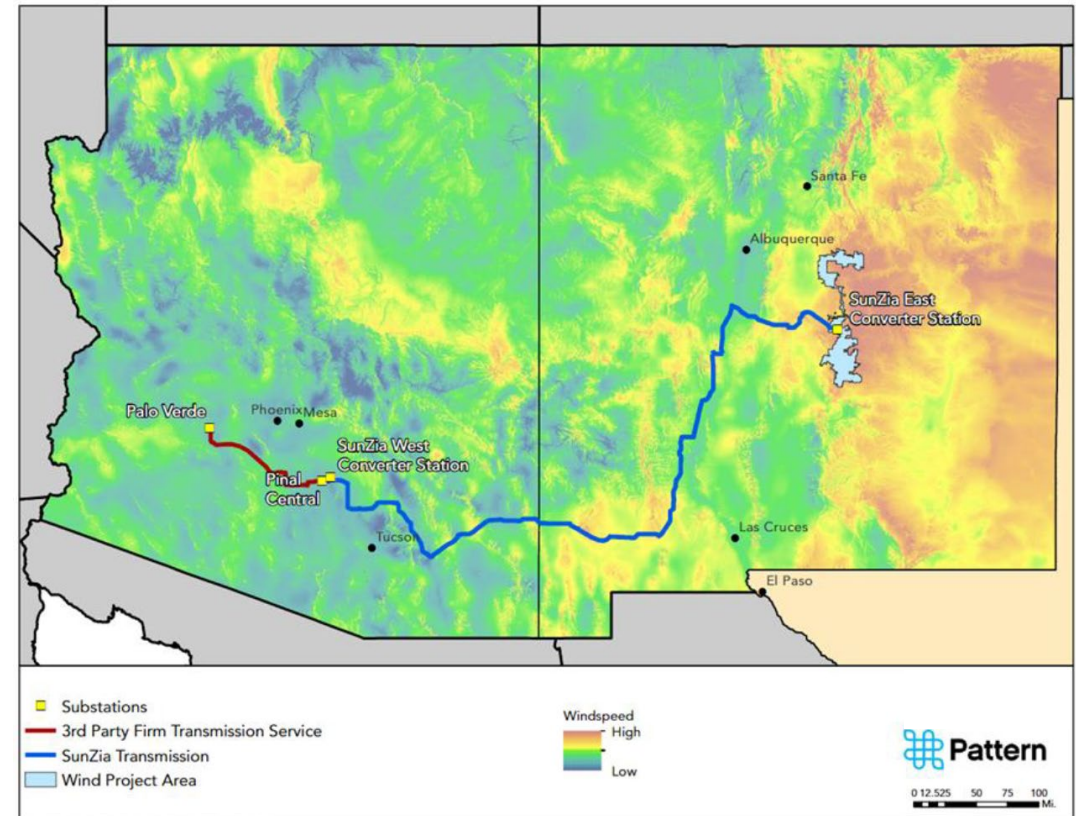 Santa Fe
Albuquerque
SunZia East
Converter Station
Palo Verde
Phoenix
Mesa
SunZia West
Converter Station
Pinal
Central
Tucson
Las Cruces
El Paso
Substations
3rd Party Firm Transmission Service
SunZia Transmission
Wind Project Area
Windspeed
High
Low
Pattern
0 12.525 50 75 100
Mi.